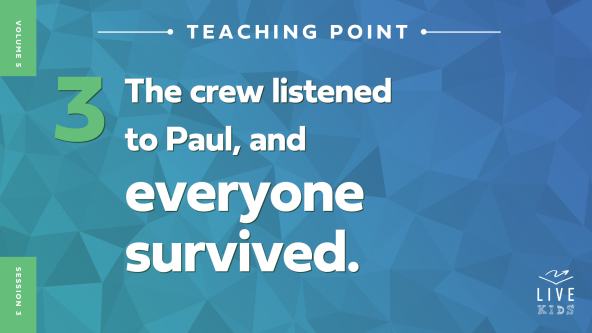 VOLUME 5
TEACHING POINT
3
The crew listened
to Paul, and
everyone
survived.
SESSION 3
LIVE
KIDS